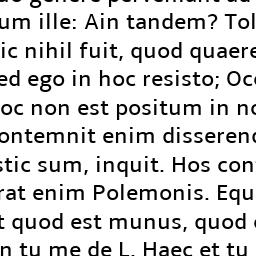 um ille: Ain tandem? Tol
ic nihil fuit, quod quaere
ed ego in hoc resisto; Oc
oc non est positum in no
ontemnit enim disserend
stic sum, inquit. Hos con
rat enim Polemonis. Equ
t quod est munus, quod
n tu me de L. Haec et tu